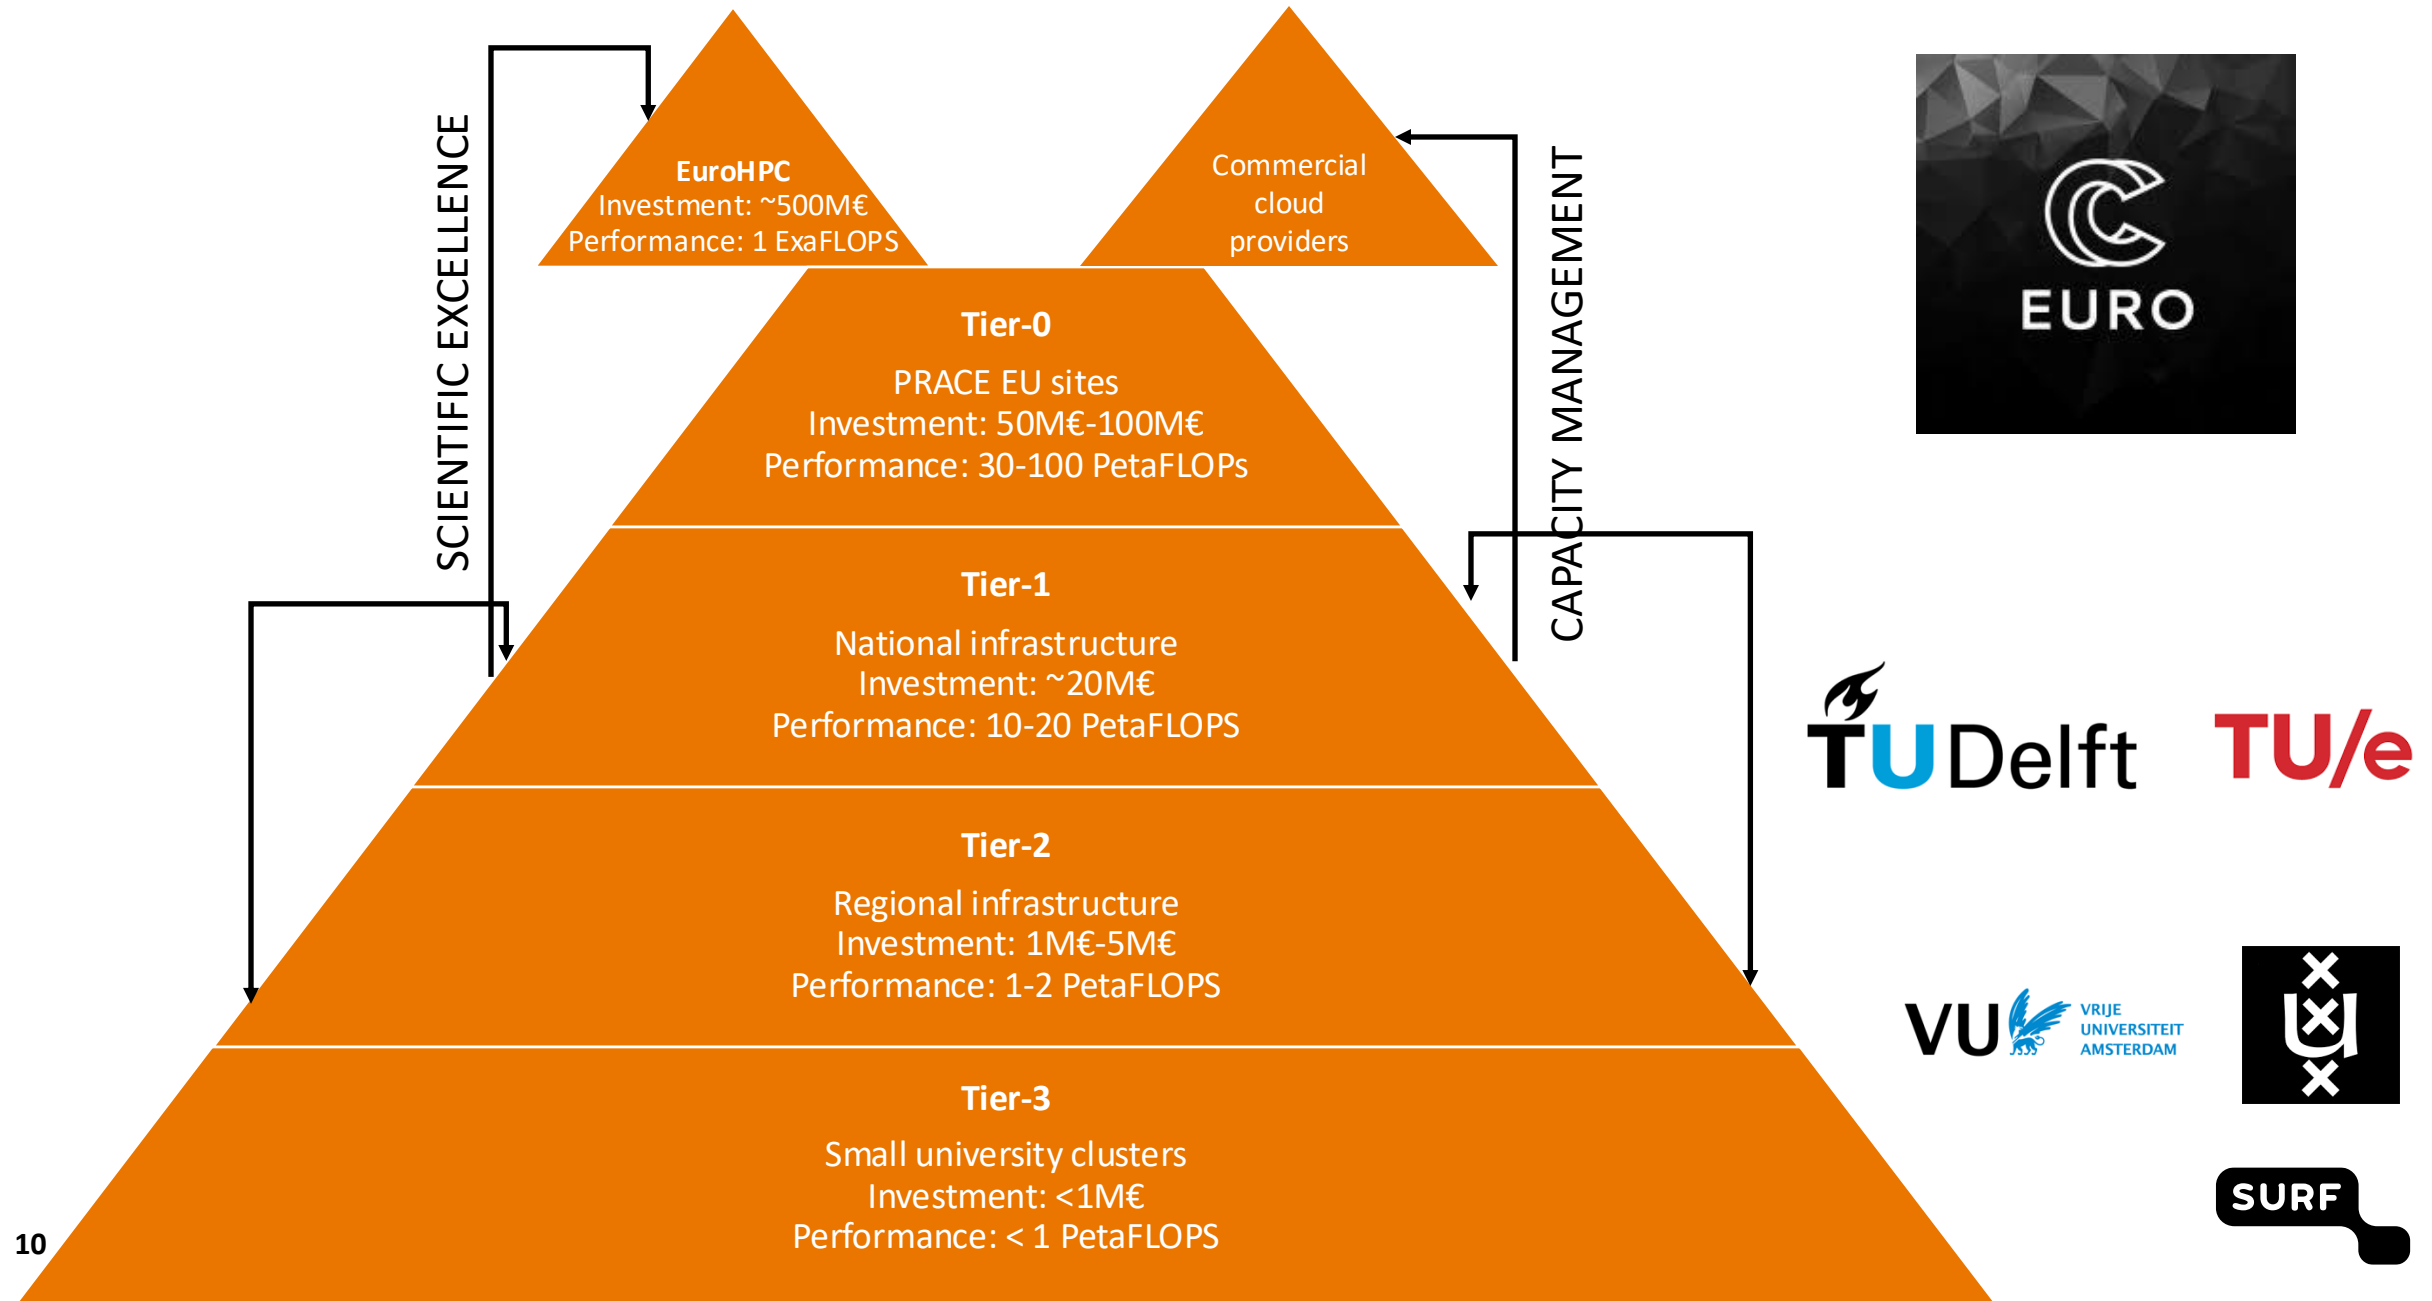 SCIENTIFIC EXCELLENCE
EuroHPC
Investment: ~500M€
Performance: 1 ExaFLOPS
Commercial
cloud
providers
CAPACITY MANAGEMENT
Tier-0
PRACE EU sites
Investment: 50M€-100M€
Performance: 30-100 PetaFLOPs
Tier-1
National infrastructure
Investment: ~20M€
Performance: 10-20 PetaFLOPS
Tier-2
Regional infrastructure
Investment: 1M€-5M€
Performance: 1-2 PetaFLOPS
Tier-3
Small university clusters
Investment: <1M€
Performance: < 1 PetaFLOPS
10
CC
EURO
TU Delft
TU/e
VU
VRIJE
UNIVERSITEIT
AMSTERDAM
U
SURF